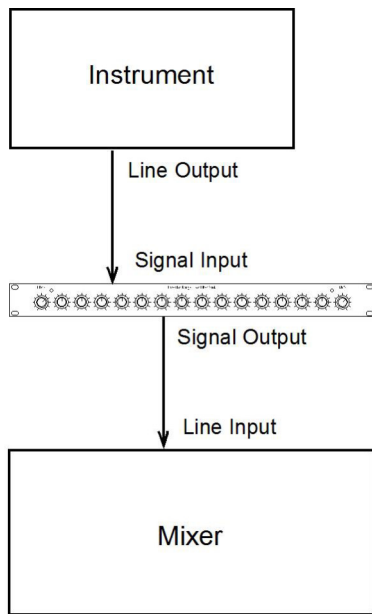 Instrument
Line Output
Signal Input
Signal Output
Line Input
Mixer